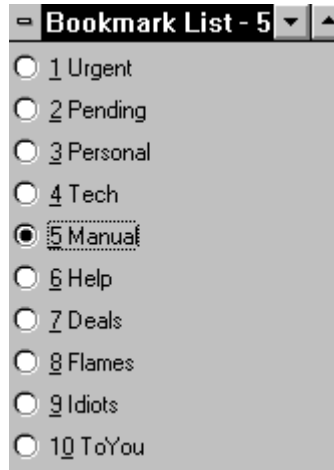 Bookmark List - 5
1 Urgent
2 Pending
3 Personal
4 Tech
5 Manual
6 Help
7 Deals
8 Flames
9 Idiots
10 ToYou